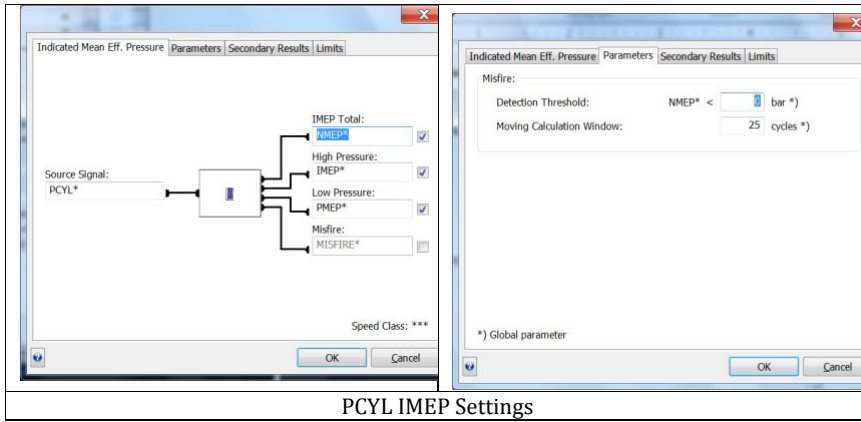 Indicated Mean Eff. Pressure Parameters Secondary Results Limits
IMEP Total:
NMEP*
High Pressure:
IMEP*
Source Signal:
PCYL*
Low Pressure:
PMEP*
Misfire:
MISFIRE*
Speed Class: ***
OK Cancel
Indicated Mean Eff. Pressure Parameters Secondary Results Limits
Misfire:
Detection Threshold: NMEP* < 0 bar *)
Moving Calculation Window: 25 cycles *)
*) Global parameter
OK Cancel
PCYL IMEP Settings